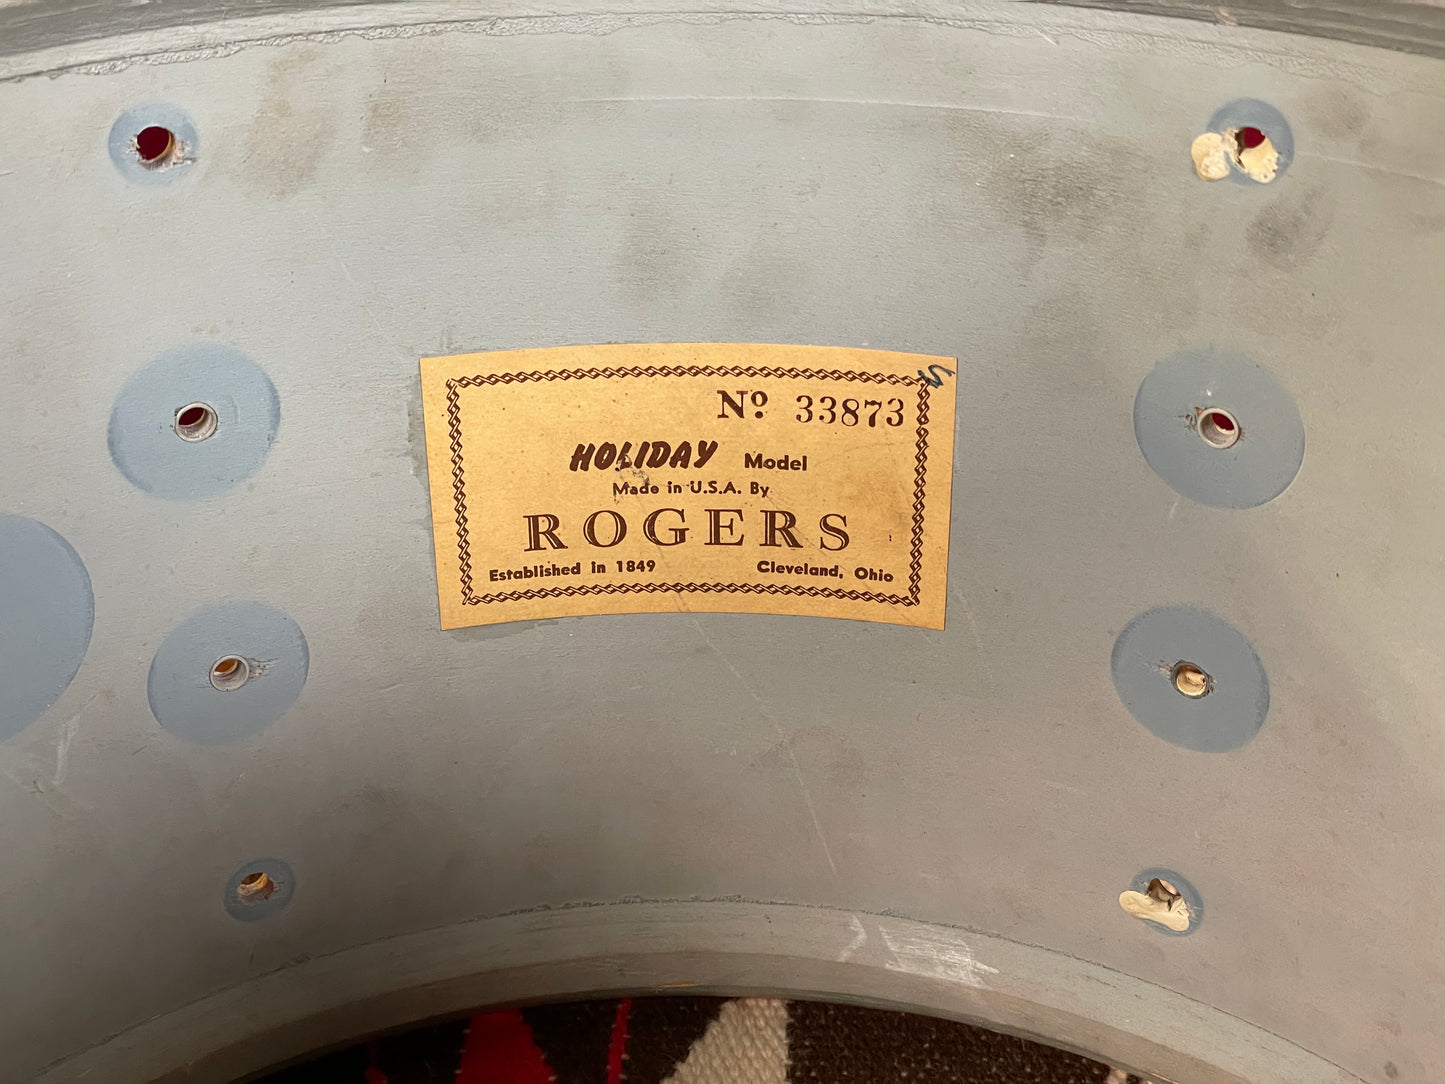 Nº 33873
HOLIDAY Model
Made in U.S.A. By
ROGERS
Established in 1849 Cleveland, Ohio